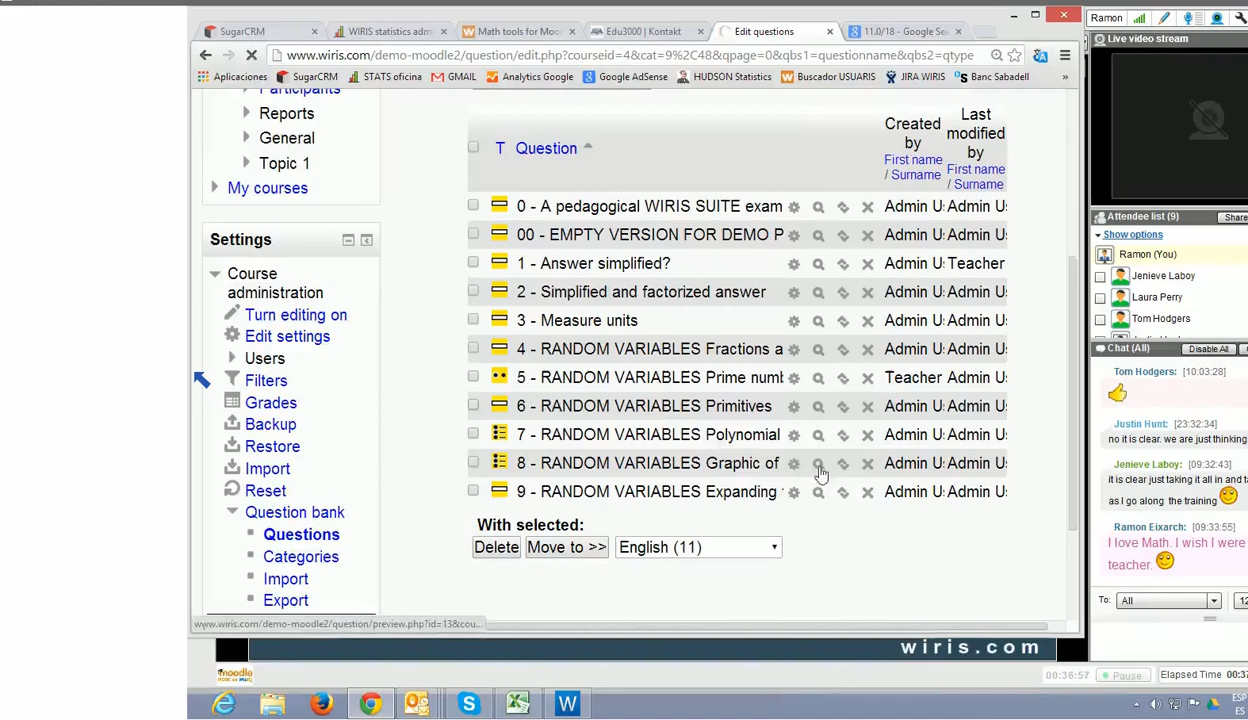 SugarCRM
WIRIS statistics adm
Math tools for Moo
Edu3000 | Kontakt
Edit questions
11.0/18 - Google Se
www.wiris.com/demo-moodle2/question/edit.php?courseid=4&cat=9%2C48&qpage=0&qbs1=questionname&qbs2=qtype
Aplicaciones
SugarCRM
STATS oficina
GMAIL
Analytics Google
Google AdSense
HUDSON Statistics
Buscador USUARIS
JIRA WIRIS
Banc Sabadell
»
Participants
Reports
General
Topic 1
My courses
Settings
Course
administration
Turn editing on
Edit settings
Users
Filters
Grades
Backup
Restore
Import
Reset
Question bank
Questions
Categories
Import
Export
T Question
Created
by
First name
/ Surname
Last
modified
by
First name
/ Surname
0 - A pedagogical WIRIS SUITE exam Admin U Admin U
00 - EMPTY VERSION FOR DEMO P Admin U Admin U
1 - Answer simplified? Admin U Teacher
2 - Simplified and factorized answer Admin U Admin U
3 - Measure units Admin U Admin U
4 - RANDOM VARIABLES Fractions a Admin U Admin U
5 - RANDOM VARIABLES Prime numb Teacher Admin U
6 - RANDOM VARIABLES Primitives Admin U Admin U
7 - RANDOM VARIABLES Polynomial Admin U Admin U
8 - RANDOM VARIABLES Graphic of Admin U Admin U
9 - RANDOM VARIABLES Expanding Admin U Admin U
With selected:
Delete Move to >> English (11)
www.wiris.com/demo-moodle2/question/preview.php?id=13&cou...
wiris.com
moodle
Ramon
Live video stream
Attendee list (9)
Share
Show options
Ramon (You)
Jenieve Laboy
Laura Perry
Tom Hodgers
Chat (All)
Disable All
Tom Hodgers: [10:03:28]
Justin Hunt: [23:32:34]
no it is clear. we are just thinking
Jenieve Laboy: [09:32:43]
it is clear just taking it all in and ta
as I go along the training
Ramon Eixarch: [09:33:55]
I love Math. I wish I were
teacher.
To: All
12
00:36:57
Pause
Elapsed Time: 00:37
ESP
ES